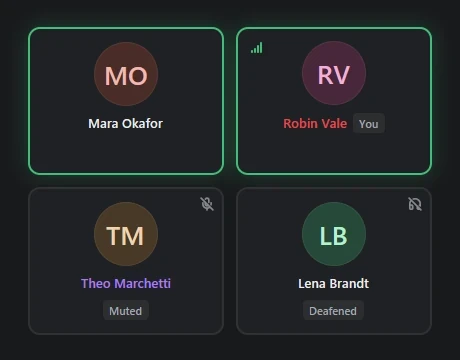 MO
Mara Okafor
RV
Robin Vale You
TM
Theo Marchetti
Muted
LB
Lena Brandt
Deafened